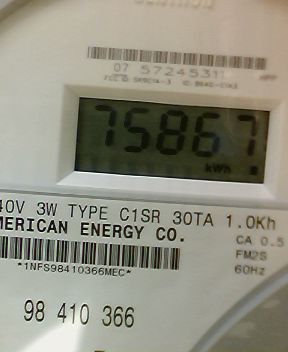 07 57245311
75867
kWh
40V 3W TYPE C1SR 30TA 1.0Kh
MERICAN ENERGY CO.
CA 0.5
FM2S
60Hz
*1NFS98410366MEC*
98 410 366